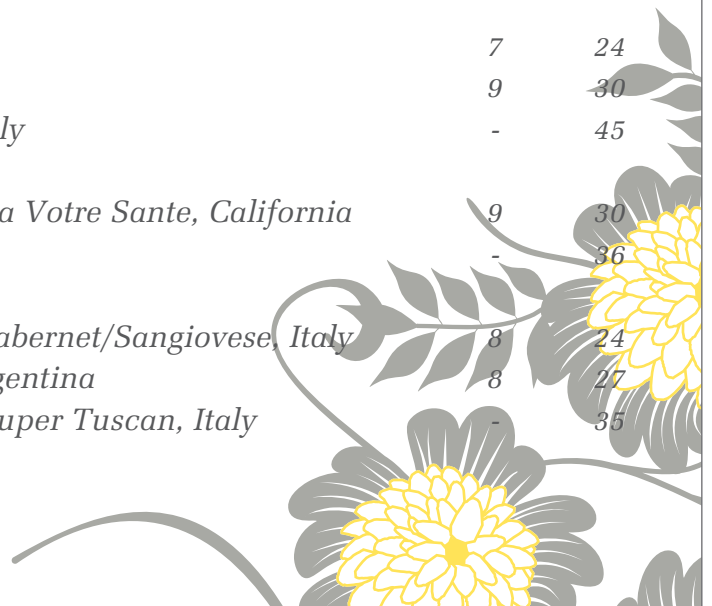 7 24
9 30
ly - 45
a Votre Sante, California 9 30
- 36
abernet/Sangiovese, Italy 8 24
gentina 8 27
uper Tuscan, Italy - 35